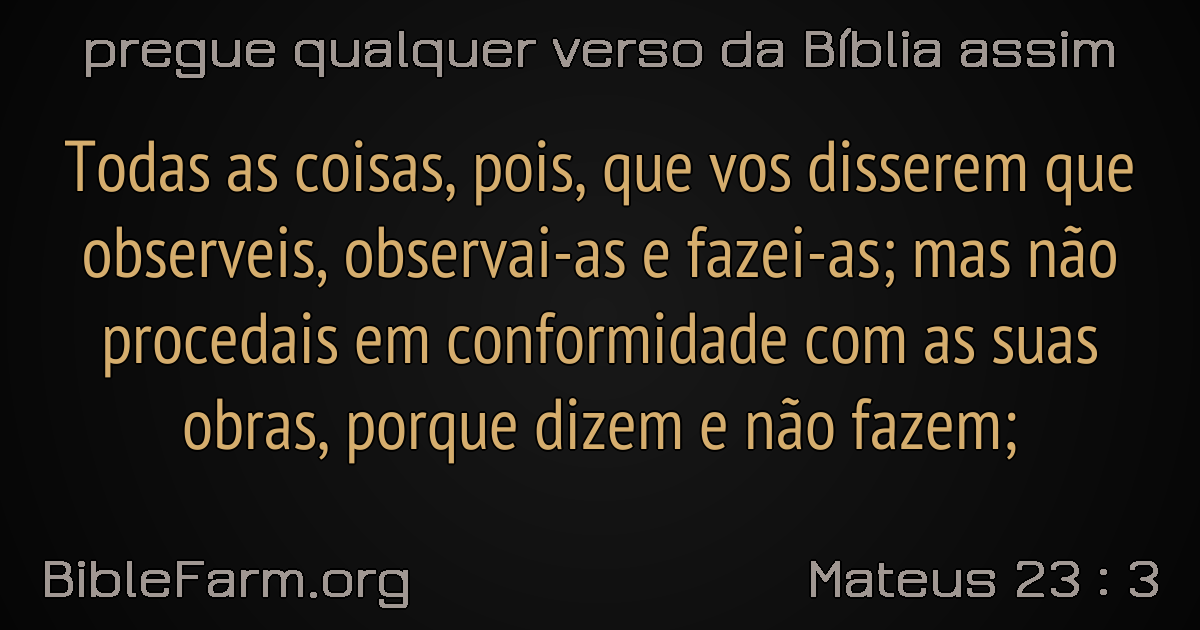 pregue qualquer verso da Bíblia assim
Todas as coisas, pois, que vos disserem que
observeis, observai-as e fazei-as; mas não
procedais em conformidade com as suas
obras, porque dizem e não fazem;
BibleFarm.org
Mateus 23 : 3